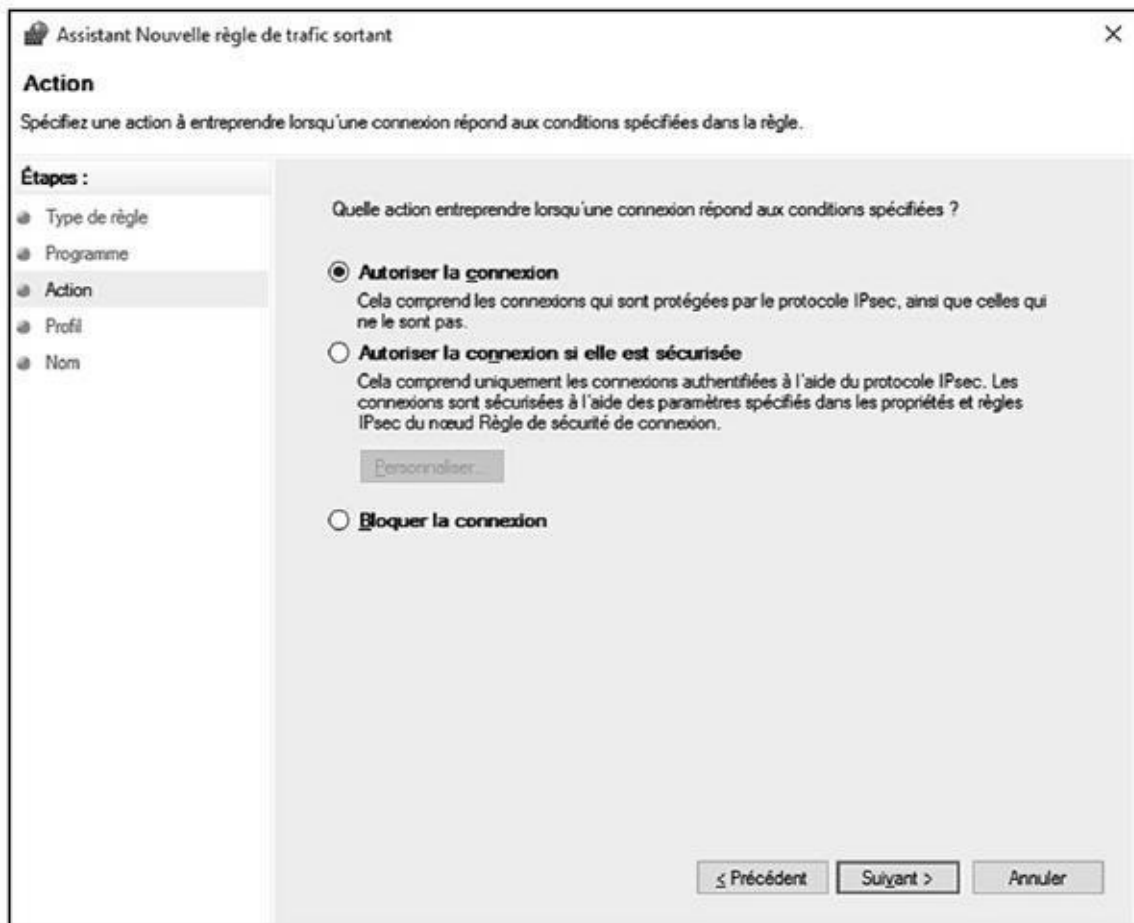 Assistant Nouvelle règle de trafic sortant
Action
Spécifiez une action à entreprendre lorsqu'une connexion répond aux conditions spécifiées dans la règle.
Étapes :
Type de règle
Programme
Action
Profil
Nom
Quelle action entreprendre lorsqu'une connexion répond aux conditions spécifiées ?
Autoriser la connexion
Cela comprend les connexions qui sont protégées par le protocole IPsec, ainsi que celles qui
ne le sont pas.
Autoriser la connexion si elle est sécurisée
Cela comprend uniquement les connexions authentifiées à l'aide du protocole IPsec. Les
connexions sont sécurisées à l'aide des paramètres spécifiés dans les propriétés et règles
IPsec du nœud Règle de sécurité de connexion.
Personnaliser...
Bloquer la connexion
< Précédent
Suivant >
Annuler